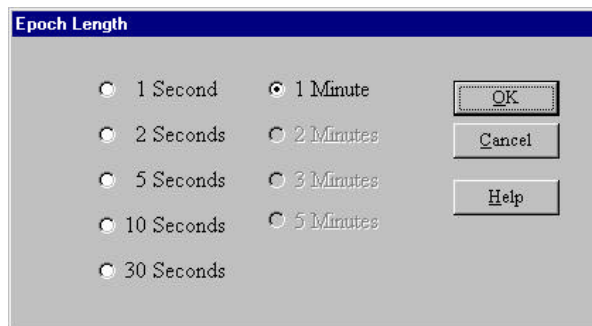 Epoch Length
1 Second
2 Seconds
5 Seconds
10 Seconds
30 Seconds
1 Minute
2 Minutes
3 Minutes
5 Minutes
OK
Cancel
Help